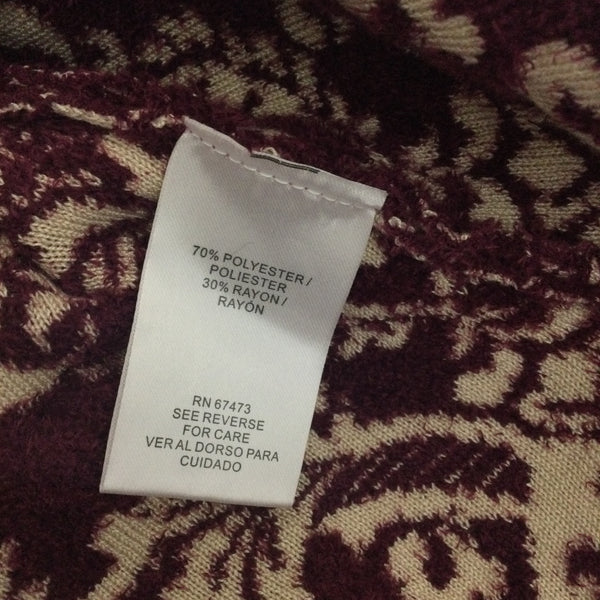 70% POLYESTER /
POLIESTER
30% RAYON /
RAYÓN
RN 67473
SEE REVERSE
FOR CARE
VER AL DORSO PARA
CUIDADO